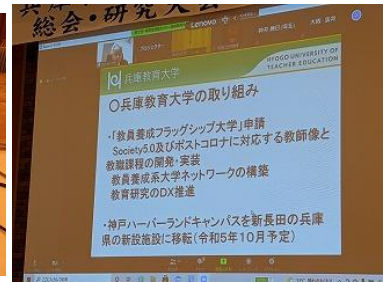 総会・研究大会
Lenovo
兵庫教育大学
HYOGO UNIVERSITY OF
TEACHER EDUCATION
〇兵庫教育大学の取り組み
・「教員養成フラッグシップ大学」申請
Society5.0及びポストコロナに対応する教師像と
教職課程の開発・実装
教員養成系大学ネットワークの構築
教育研究のDX推進
・神戸ハーバーランドキャンパスを新長田の兵庫
県の新設施設に移転(令和5年10月予定)